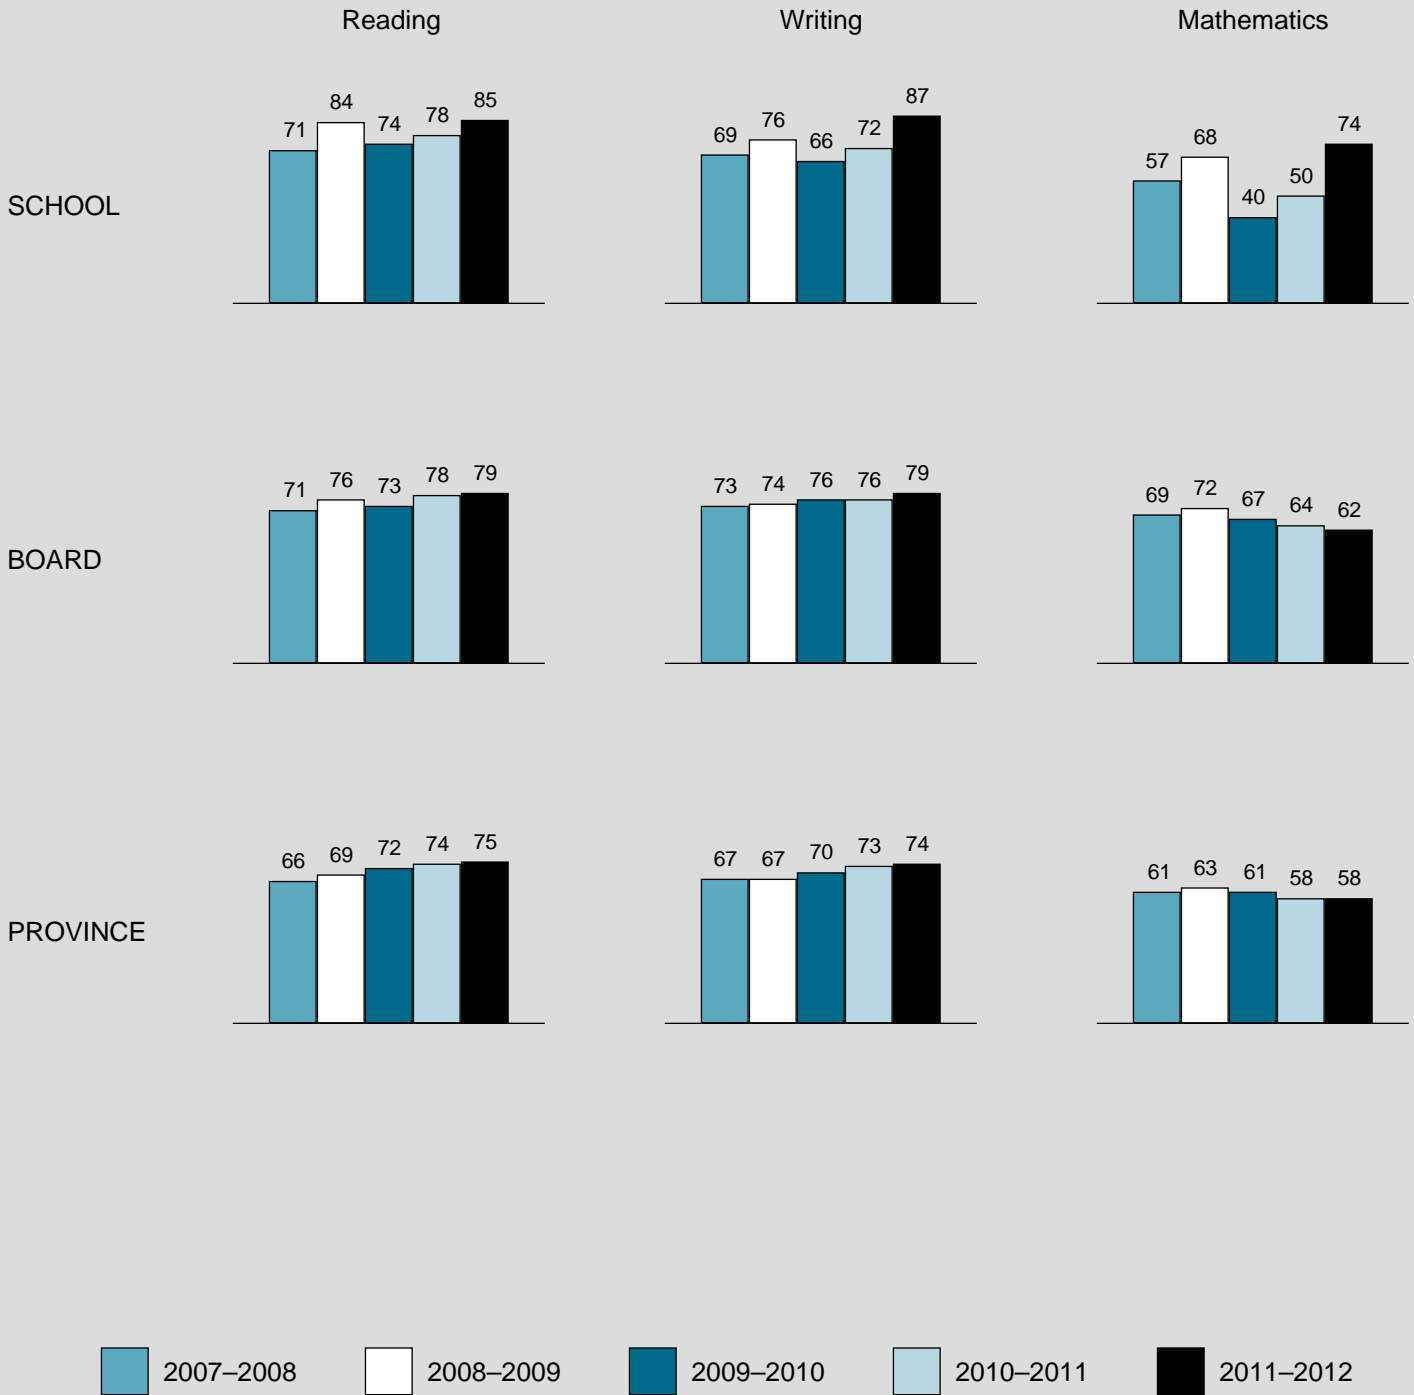 Reading Writing Mathematics
SCHOOL
71 84 74 78 85
69 76 66 72 87
57 68 40 50 74
BOARD
71 76 73 78 79
73 74 76 76 79
69 72 67 64 62
PROVINCE
66 69 72 74 75
67 67 70 73 74
61 63 61 58 58
2007–2008 2008–2009 2009–2010 2010–2011 2011–2012